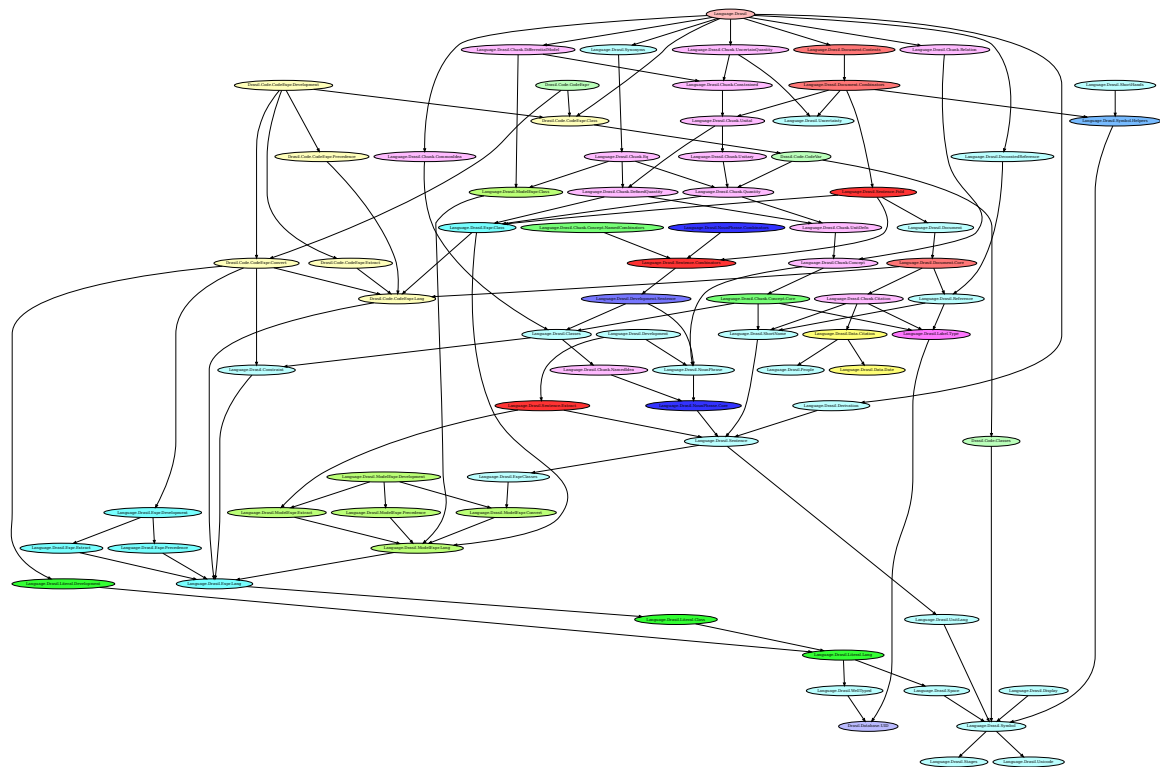 Language.Drasil
Language.Drasil.Chunk.DifferentialModel
Language.Drasil.Synonyms
Language.Drasil.Chunk.UncertainQuantity
Language.Drasil.Document.Contents
Language.Drasil.Chunk.Relation
Drasil.Code.CodeExpr.Development
Drasil.Code.CodeExpr
Language.Drasil.Chunk.Constrained
Language.Drasil.Document.Combinators
Language.Drasil.ShortHands
Drasil.Code.CodeExpr.Class
Language.Drasil.Chunk.Unital
Language.Drasil.Uncertainty
Language.Drasil.Symbol.Helpers
Drasil.Code.CodeExpr.Precedence
Language.Drasil.Chunk.CommonIdea
Language.Drasil.Chunk.Eq
Language.Drasil.Chunk.Unitary
Drasil.Code.CodeVar
Language.Drasil.DecoratedReference
Language.Drasil.ModelExpr.Class
Language.Drasil.Chunk.DefinedQuantity
Language.Drasil.Chunk.Quantity
Language.Drasil.Sentence.Fold
Language.Drasil.Expr.Class
Language.Drasil.Chunk.Concept.NamedCombinators
Language.Drasil.NounPhrase.Combinators
Language.Drasil.Chunk.UnitDefn
Language.Drasil.Document
Drasil.Code.CodeExpr.Convert
Drasil.Code.CodeExpr.Extract
Language.Drasil.Sentence.Combinators
Language.Drasil.Chunk.Concept
Language.Drasil.Document.Core
Drasil.Code.CodeExpr.Lang
Language.Drasil.Development.Sentence
Language.Drasil.Chunk.Concept.Core
Language.Drasil.Chunk.Citation
Language.Drasil.Reference
Language.Drasil.Classes
Language.Drasil.Development
Language.Drasil.ShortName
Language.Drasil.Data.Citation
Language.Drasil.Label.Type
Language.Drasil.Constraint
Language.Drasil.Chunk.NamedIdea
Language.Drasil.NounPhrase
Language.Drasil.People
Language.Drasil.Data.Date
Language.Drasil.Sentence.Extract
Language.Drasil.NounPhrase.Core
Language.Drasil.Derivation
Language.Drasil.Sentence
Drasil.Code.Classes
Language.Drasil.ModelExpr.Development
Language.Drasil.ExprClasses
Language.Drasil.Expr.Development
Language.Drasil.ModelExpr.Extract
Language.Drasil.ModelExpr.Precedence
Language.Drasil.ModelExpr.Convert
Language.Drasil.Expr.Extract
Language.Drasil.Expr.Precedence
Language.Drasil.ModelExpr.Lang
Language.Drasil.Literal.Development
Language.Drasil.Expr.Lang
Language.Drasil.Literal.Class
Language.Drasil.UnitLang
Language.Drasil.Literal.Lang
Language.Drasil.WellTyped
Language.Drasil.Space
Language.Drasil.Display
Drasil.Database.UID
Language.Drasil.Symbol
Language.Drasil.Stages
Language.Drasil.Unicode